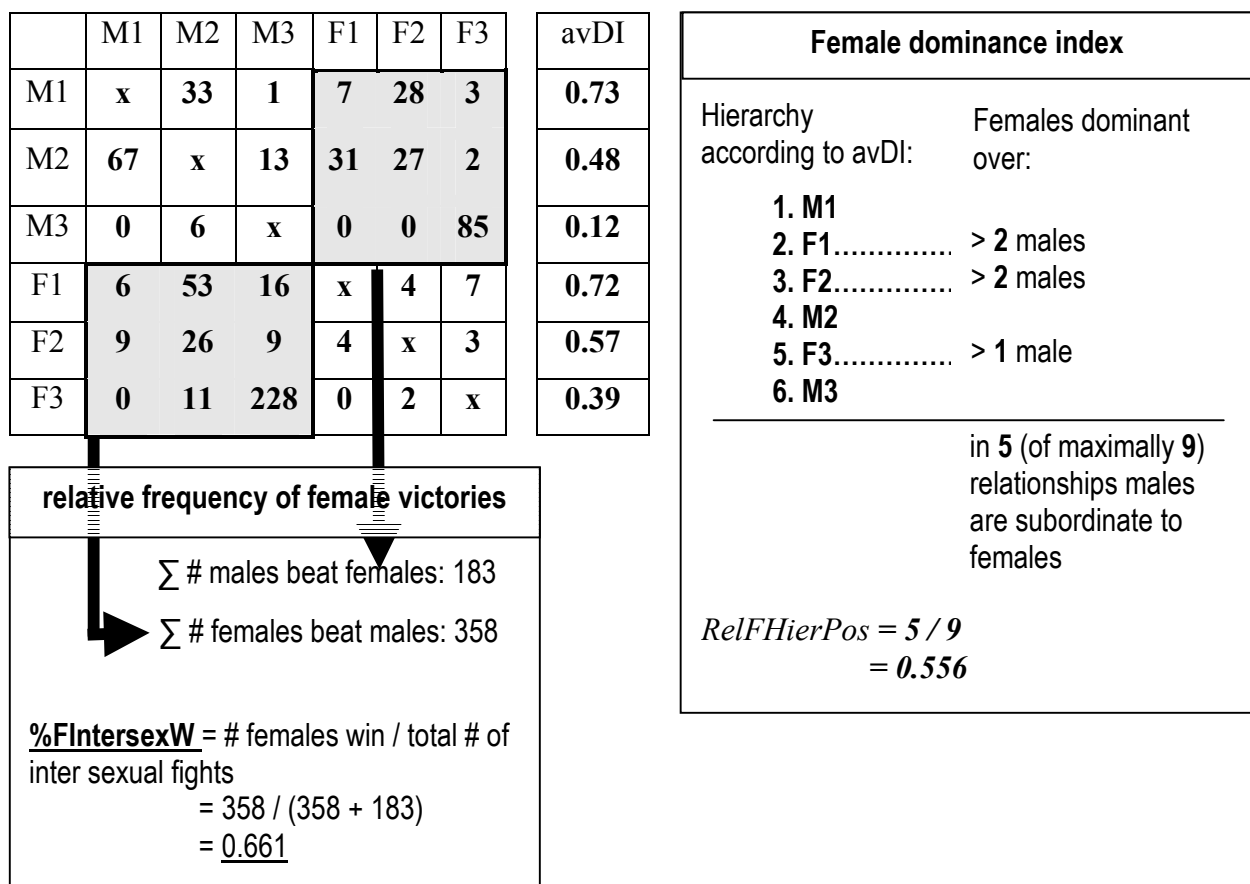 M1 M2 M3 F1 F2 F3 avDI
M1 x 33 1 7 28 3 0.73
M2 67 x 13 31 27 2 0.48
M3 0 6 x 0 0 85 0.12
F1 6 53 16 x 4 7 0.72
F2 9 26 9 4 x 3 0.57
F3 0 11 228 0 2 x 0.39
relative frequency of female victories
∑ # males beat females: 183
∑ # females beat males: 358
%FIntersexW = # females win / total # of
inter sexual fights
= 358 / (358 + 183)
= 0.661
Female dominance index
Hierarchy
according to avDI:
Females dominant
over:
1. M1
2. F1.............. > 2 males
3. F2.............. > 2 males
4. M2
5. F3.............. > 1 male
6. M3
in 5 (of maximally 9)
relationships males
are subordinate to
females
RelFHierPos = 5 / 9
= 0.556